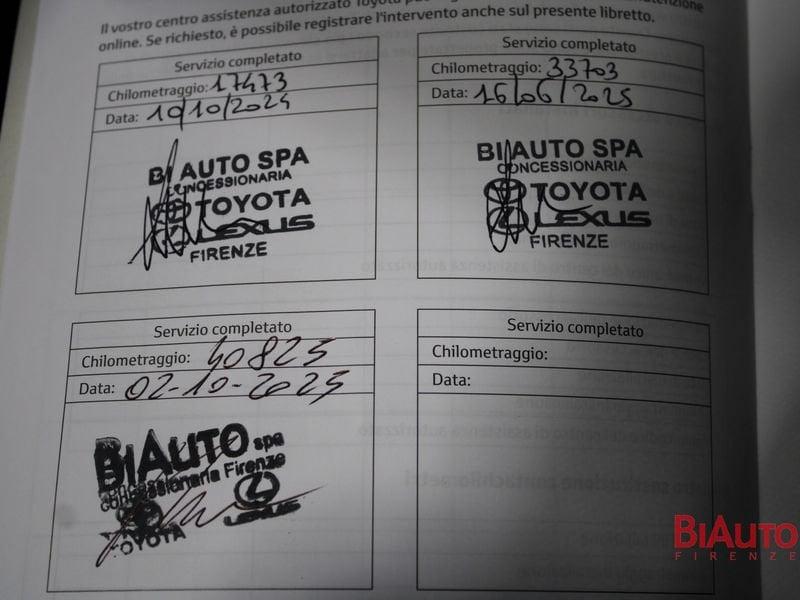 Il vostro centro assistenza autorizzato Toyota
online. Se richiesto, è possibile registrare l'intervento anche sul presente libretto.
Servizio completato
Chilometraggio: 17473
Data: 10/10/2024
BI AUTO SPA
CONCESSIONARIA
TOYOTA
LEXUS
FIRENZE
Servizio completato
Chilometraggio: 33703
Data: 16/06/2025
BI AUTO SPA
CONCESSIONARIA
TOYOTA
LEXUS
FIRENZE
Servizio completato
Chilometraggio: 40825
Data: 02-10-2025
BIAUTO spa
concessionaria Firenze
TOYOTA
LEXUS
Servizio completato
Chilometraggio:
Data:
BIAUTO
FIRENZE